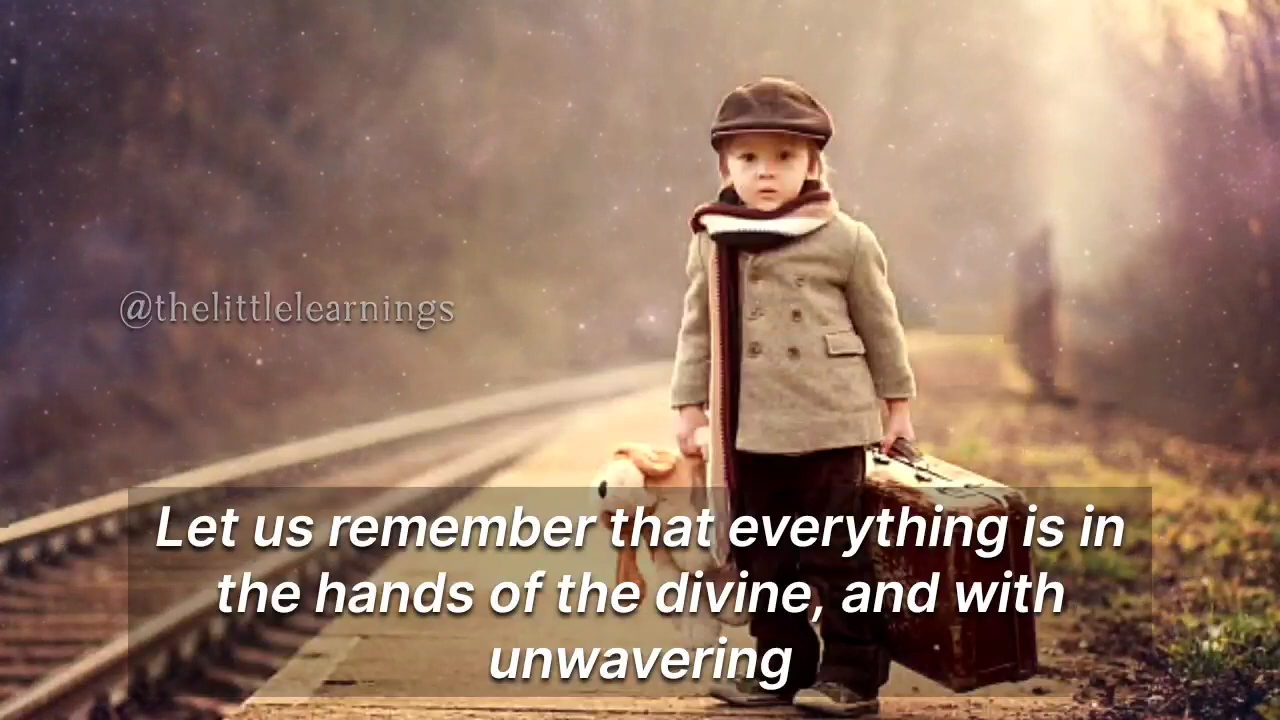 @thelittlelearnings
Let us remember that everything is in
the hands of the divine, and with
unwavering